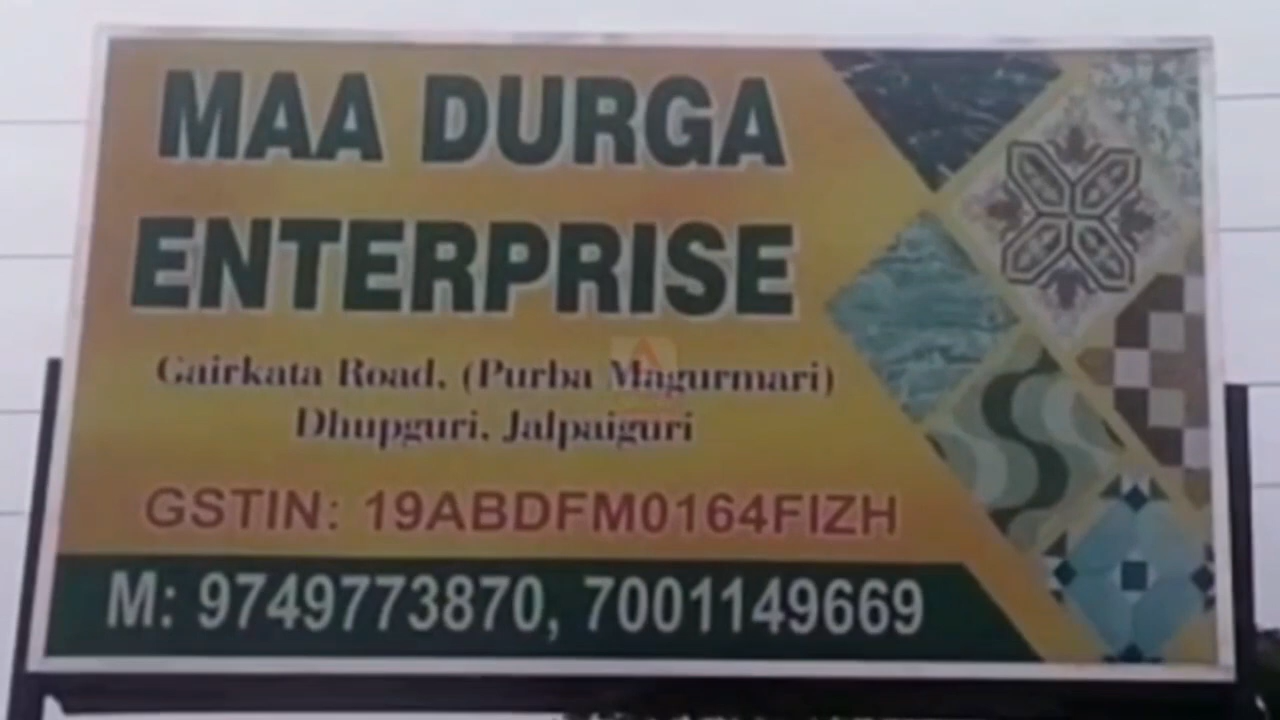 MAA DURGA
ENTERPRISE
Gairkata Road, (Purba Magurmari)
Dhupguri, Jalpaiguri
GSTIN: 19ABDFM0164FIZH
M: 9749773870, 7001149669